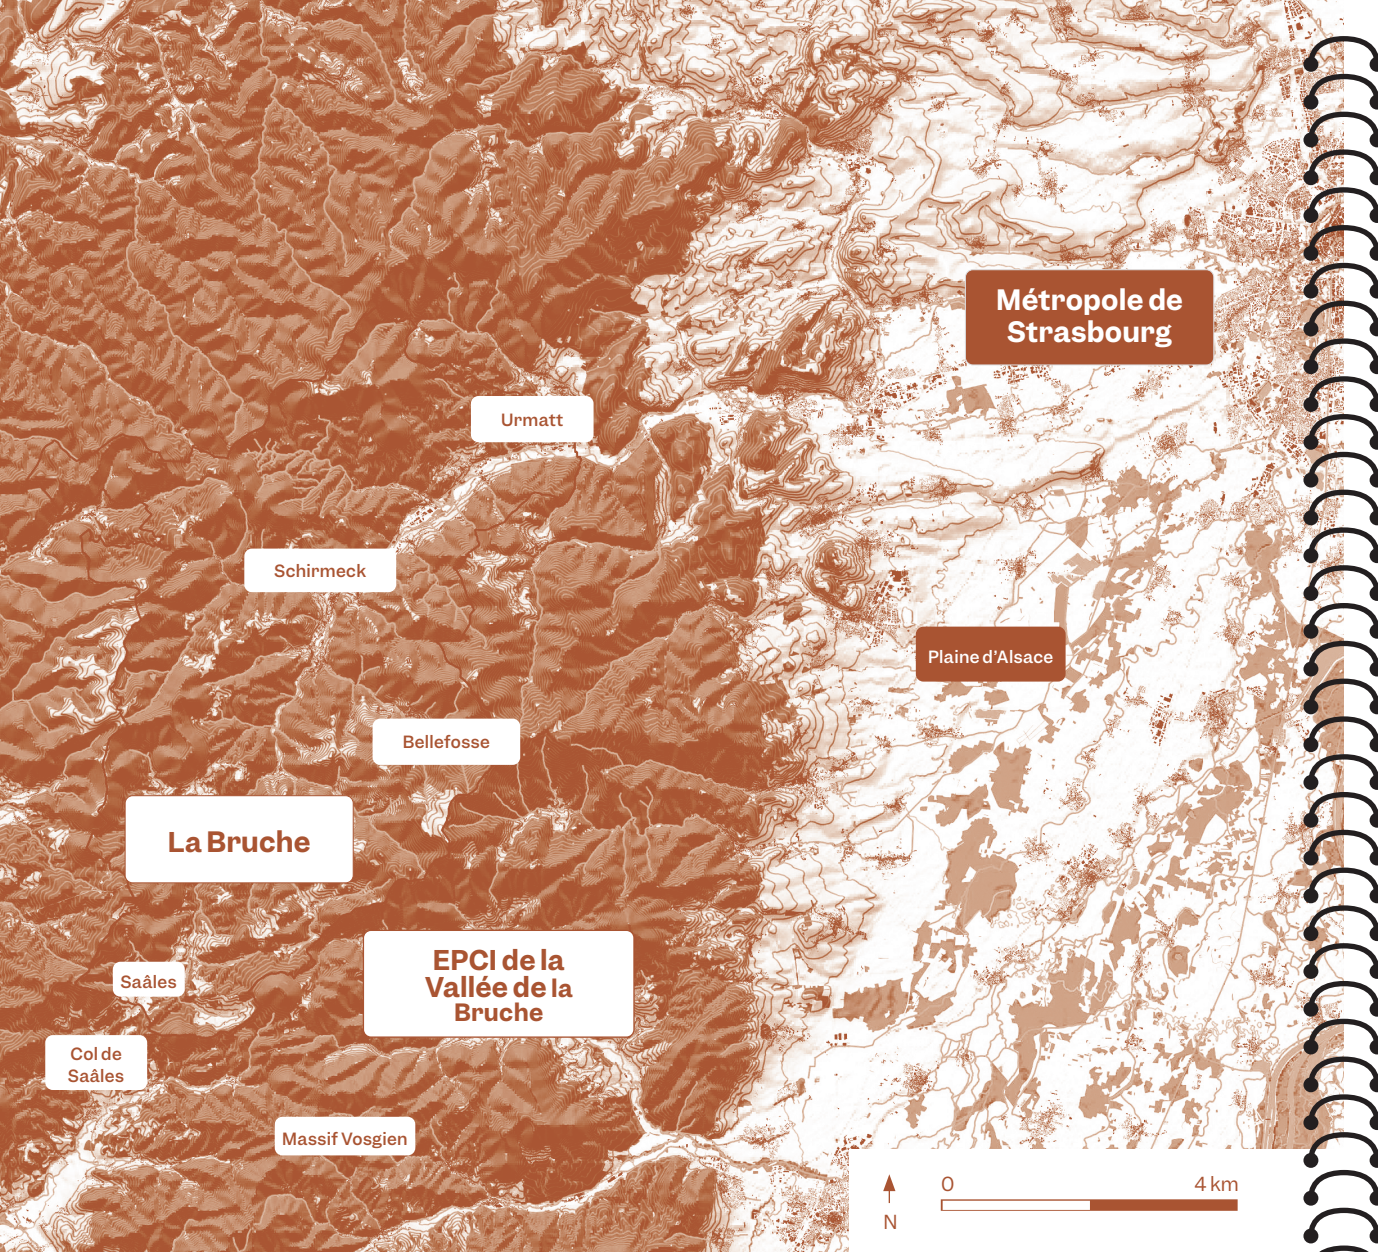 Métropole de
Strasbourg
Urmatt
Schirmeck
Plaine d'Alsace
Bellefosse
La Bruche
EPCI de la
Vallée de la
Bruche
Saâles
Col de
Saâles
Massif Vosgien
0
4 km
N